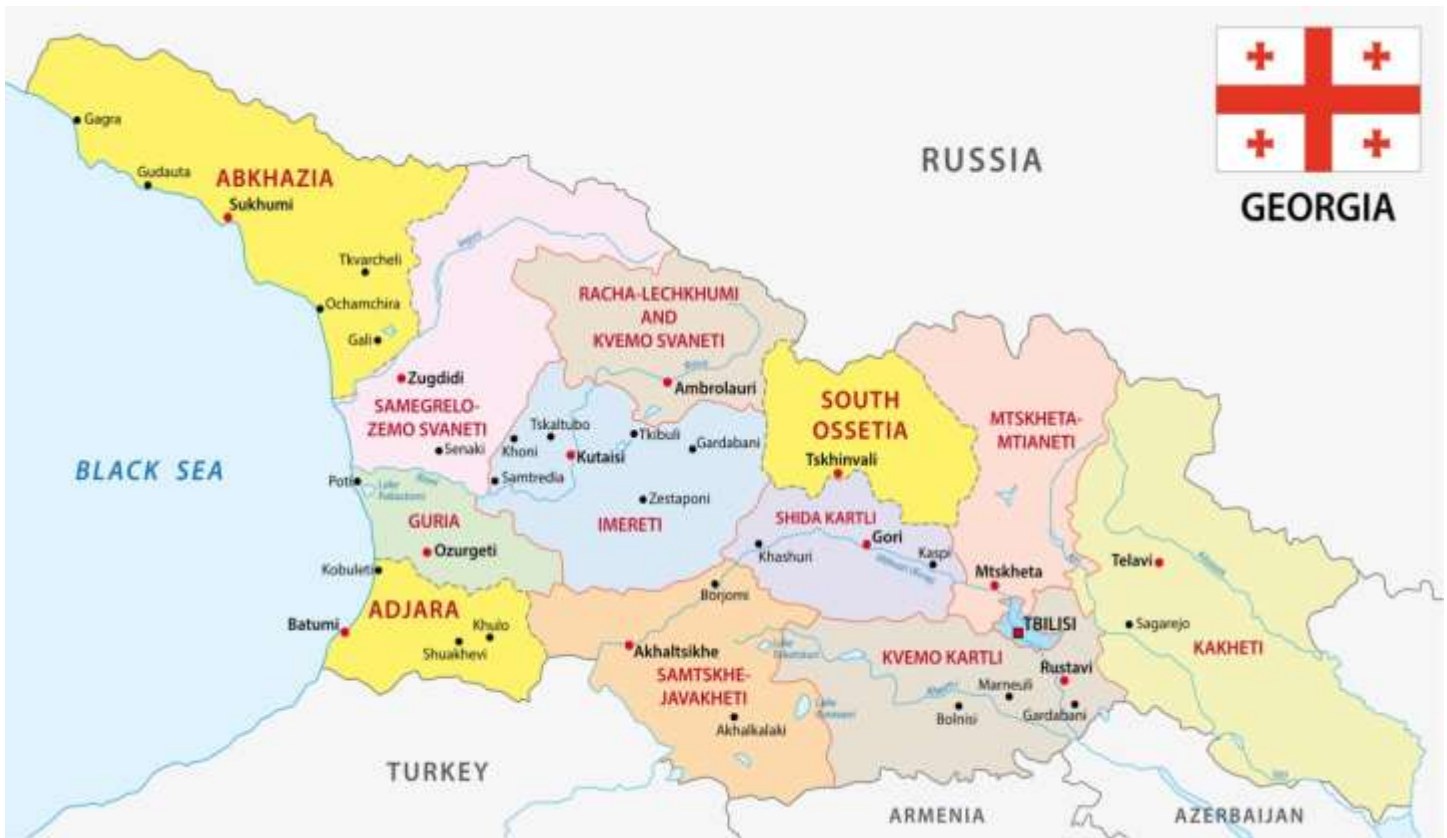 GEORGIA
RUSSIA
Gagra
Gudauta
ABKHAZIA
Sukhumi
Tkvarcheli
Ochamchira
Gali
RACHA-LECHKHUMI
AND
KVEMO SVANETI
Ambrolauri
Zugdidi
SAMEGRELO-
ZEMO SVANETI
Senaki
Tskaltubo
Khoni
Kutaisi
Tkibuli
Gardabani
Samtredia
Zestaponi
IMERETI
SOUTH
OSSETIA
Tskhinvali
MTSKHETA-
MTIANETI
BLACK SEA
Poti
GURIA
Ozurgeti
SHIDA KARTLI
Khashuri
Gori
Kaspi
Mtskheta
Telavi
Kobuleti
Batumi
ADJARA
Khulo
Shuakhevi
Borjomi
Akhaltsikhe
SAMTSKHE-
JAVAKHETI
Akhalkalaki
TBILISI
KVEMO KARTLI
Rustavi
Marneuli
Bolnisi
Gardabani
Sagarejo
KAKHETI
TURKEY
ARMENIA
AZERBAIJAN